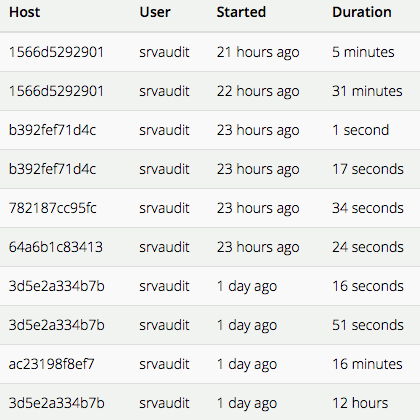 Host User Started Duration
1566d5292901 srvaudit 21 hours ago 5 minutes
1566d5292901 srvaudit 22 hours ago 31 minutes
b392fef71d4c srvaudit 23 hours ago 1 second
b392fef71d4c srvaudit 23 hours ago 17 seconds
782187cc95fc srvaudit 23 hours ago 34 seconds
64a6b1c83413 srvaudit 23 hours ago 24 seconds
3d5e2a334b7b srvaudit 1 day ago 16 seconds
3d5e2a334b7b srvaudit 1 day ago 51 seconds
ac23198f8ef7 srvaudit 1 day ago 16 minutes
3d5e2a334b7b srvaudit 1 day ago 12 hours